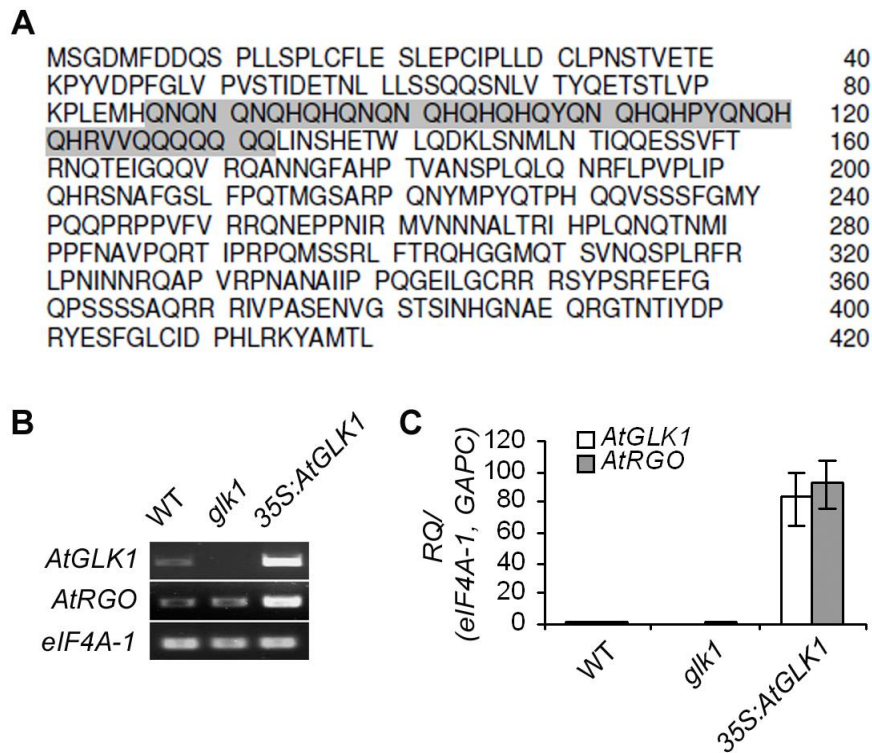 A
MSGDMFDDQS PLLSPLCFLE SLEPCIPLLD CLPNSTVETE 40
KPYVDPFGLV PVSTIDETNL LLSSQQSNLV TYQETSTLVP 80
KPLEMHQNQN QNQHQHQNQN QHQHQHQYQN QHQHPYQNQH 120
QHRVVQQQQQ QQLINSHETW LQDKLSNMLN TIQQESSVFT 160
RNQTEIGQQV RQANNGFAHP TVANSPLQLQ NRFLPVPLIP 200
QHRSNAFGSL FPQTMGSARP QNYMPYQTPH QQVSSSFGMY 240
PQQPRPPVFV RRQNEPPNIR MVNNNALTRI HPLQNQTNMI 280
PPFNAVPQRT IPRPQMSSRL FTRQHGGMQT SVNQSPLRFR 320
LPNINNRQAP VRPNANAIIP PQGEILGCRR RSYPSRFEFG 360
QPSSSSAQRR RIVPASENVG STSINHGNAE QRGTNTIYDP 400
RYESFGLCID PHLRKYAMTL 420
B
WT glk1 35S:AtGLK1
AtGLK1
AtRGO
eIF4A-1
C
AtGLK1
AtRGO
RQ/
(eIF4A-1, GAPC)
120
100
80
60
40
20
0
WT glk1 35S:AtGLK1